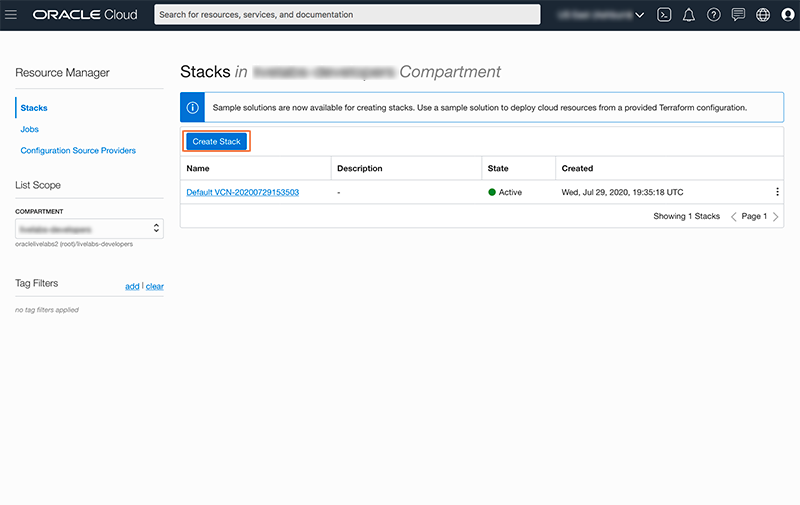 ORACLE Cloud
Search for resources, services, and documentation
Resource Manager
Stacks
Jobs
Configuration Source Providers
List Scope
COMPARTMENT
oraclelivelabs2 (root)/livelabs-developers
Tag Filters
add | clear
no tag filters applied
Stacks in Compartment
Sample solutions are now available for creating stacks. Use a sample solution to deploy cloud resources from a provided Terraform configuration.
Create Stack
Name Description State Created
Default VCN-20200729153503 - Active Wed, Jul 29, 2020, 19:35:18 UTC
Showing 1 Stacks Page 1